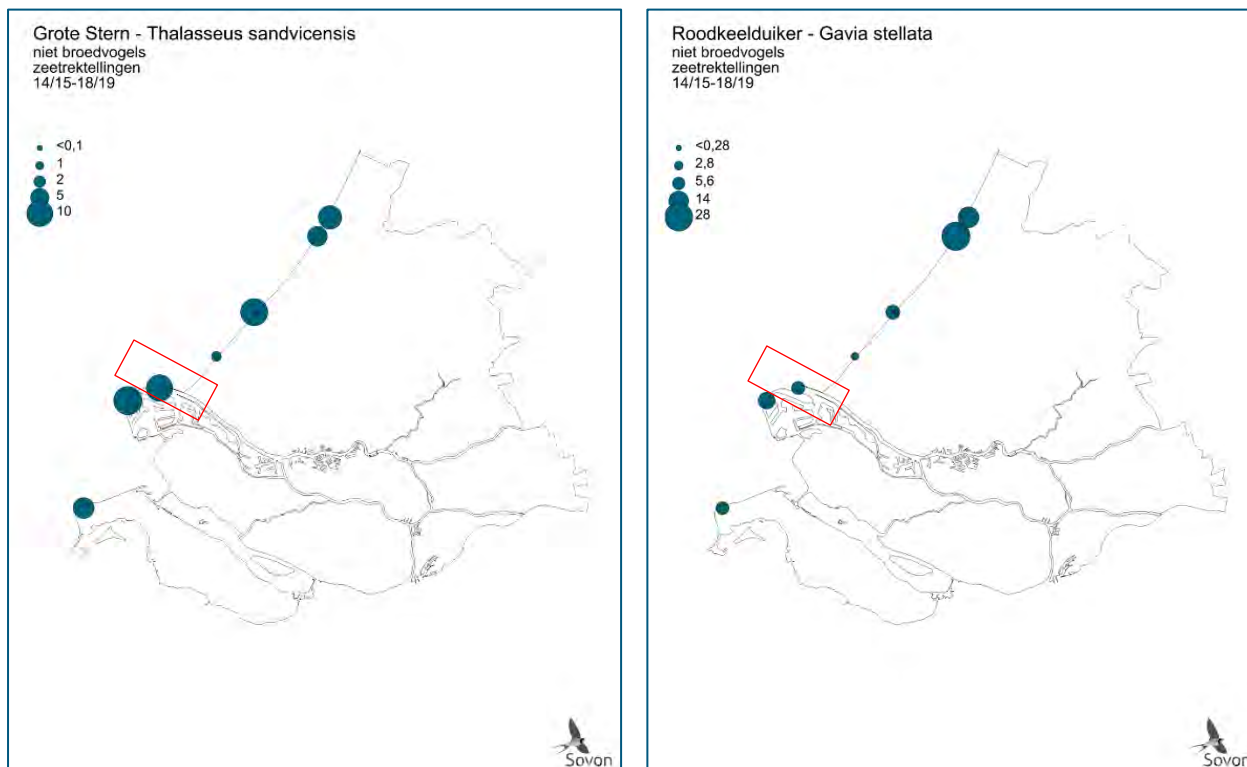 Grote Stern - Thalasseus sandvicensis
niet broedvogels
zeetrektellingen
14/15-18/19
<0,1
1
2
5
10
Sovon
Roodkeelduiker - Gavia stellata
niet broedvogels
zeetrektellingen
14/15-18/19
<0,28
2,8
5,6
14
28
Sovon